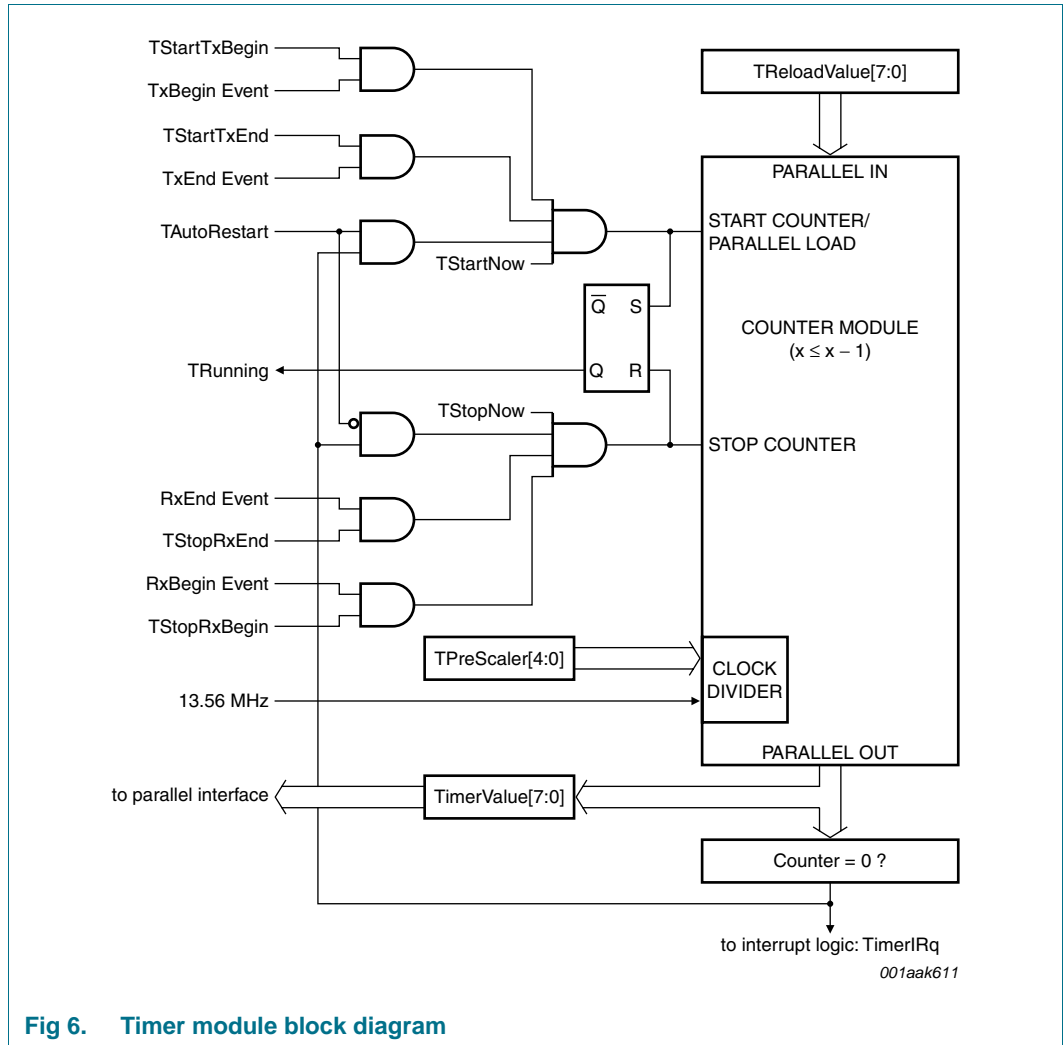 TStartTxBegin
TxBegin Event
TStartTxEnd
TxEnd Event
TAutoRestart
TStartNow
TReloadValue[7:0]
PARALLEL IN
START COUNTER/
PARALLEL LOAD
Q S
COUNTER MODULE
(x ≤ x − 1)
TRunning
Q R
TStopNow
STOP COUNTER
RxEnd Event
TStopRxEnd
RxBegin Event
TStopRxBegin
TPreScaler[4:0]
CLOCK
DIVIDER
13.56 MHz
PARALLEL OUT
to parallel interface
TimerValue[7:0]
Counter = 0 ?
to interrupt logic: TimerIRq
001aak611
Fig 6. Timer module block diagram